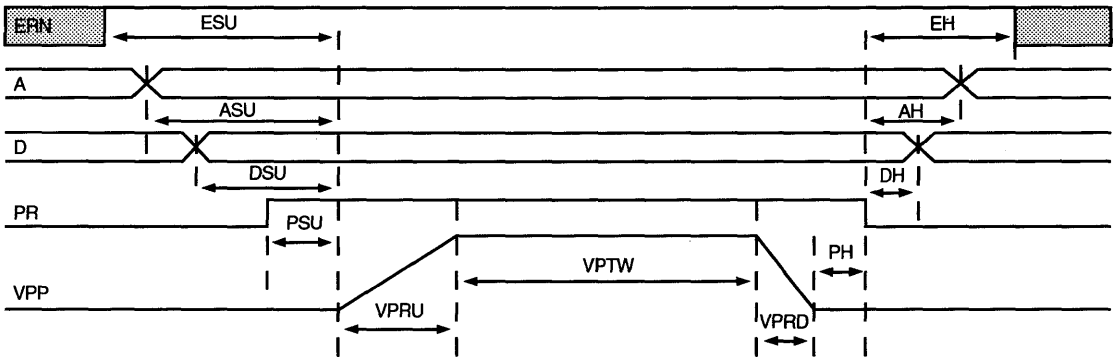 ERN
ESU
EH
A
ASU
AH
D
DSU
DH
PR
PSU
PH
VPTW
VPP
VPRU
VPRD